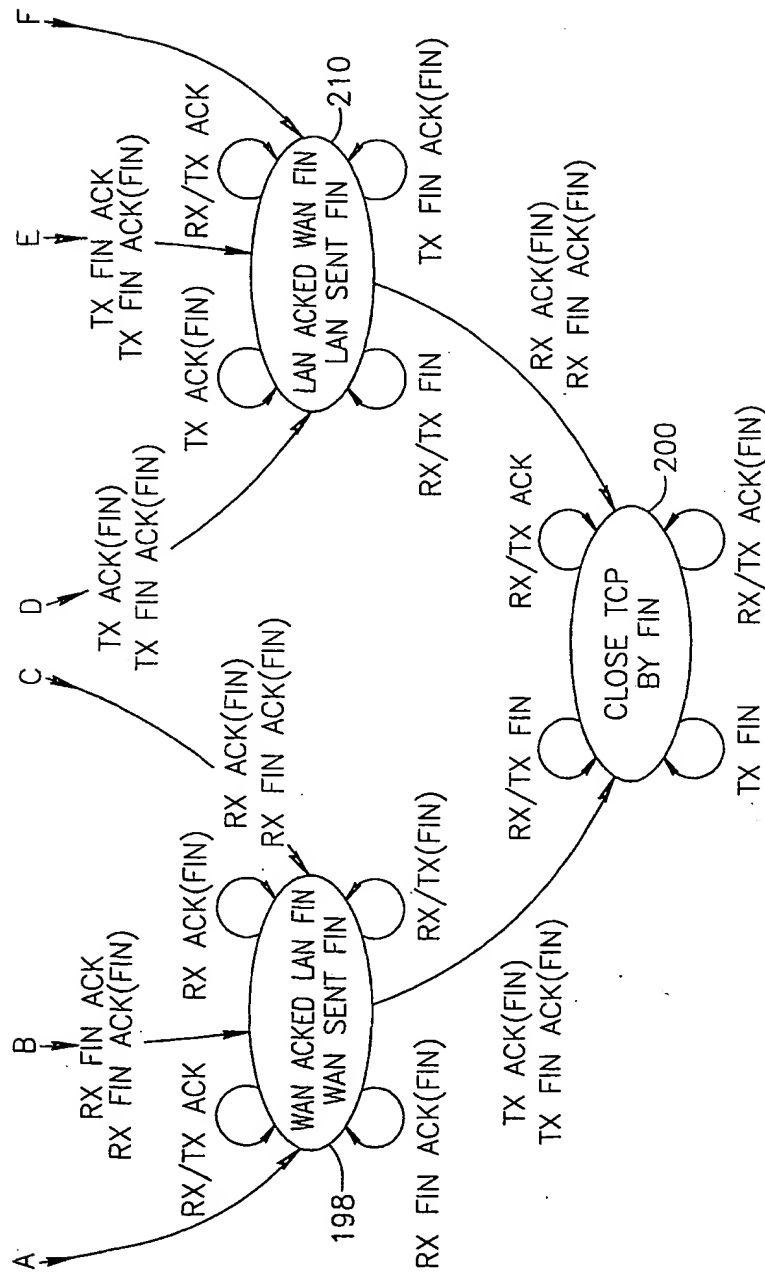 A
B
C
D
E
F
RX FIN ACK
RX FIN ACK(FIN)
RX ACK(FIN)
RX FIN ACK(FIN)
TX ACK(FIN)
TX FIN ACK(FIN)
TX FIN ACK
TX FIN ACK(FIN)
RX/TX ACK
RX ACK(FIN)
WAN ACKED LAN FIN
WAN SENT FIN
198
RX FIN ACK(FIN)
RX/TX(FIN)
TX ACK(FIN)
RX/TX ACK
LAN ACKED WAN FIN
LAN SENT FIN
210
RX/TX FIN
TX FIN ACK(FIN)
TX ACK(FIN)
TX FIN ACK(FIN)
RX ACK(FIN)
RX FIN ACK(FIN)
RX/TX FIN
RX/TX ACK
CLOSE TCP
BY FIN
200
TX FIN
RX/TX ACK(FIN)